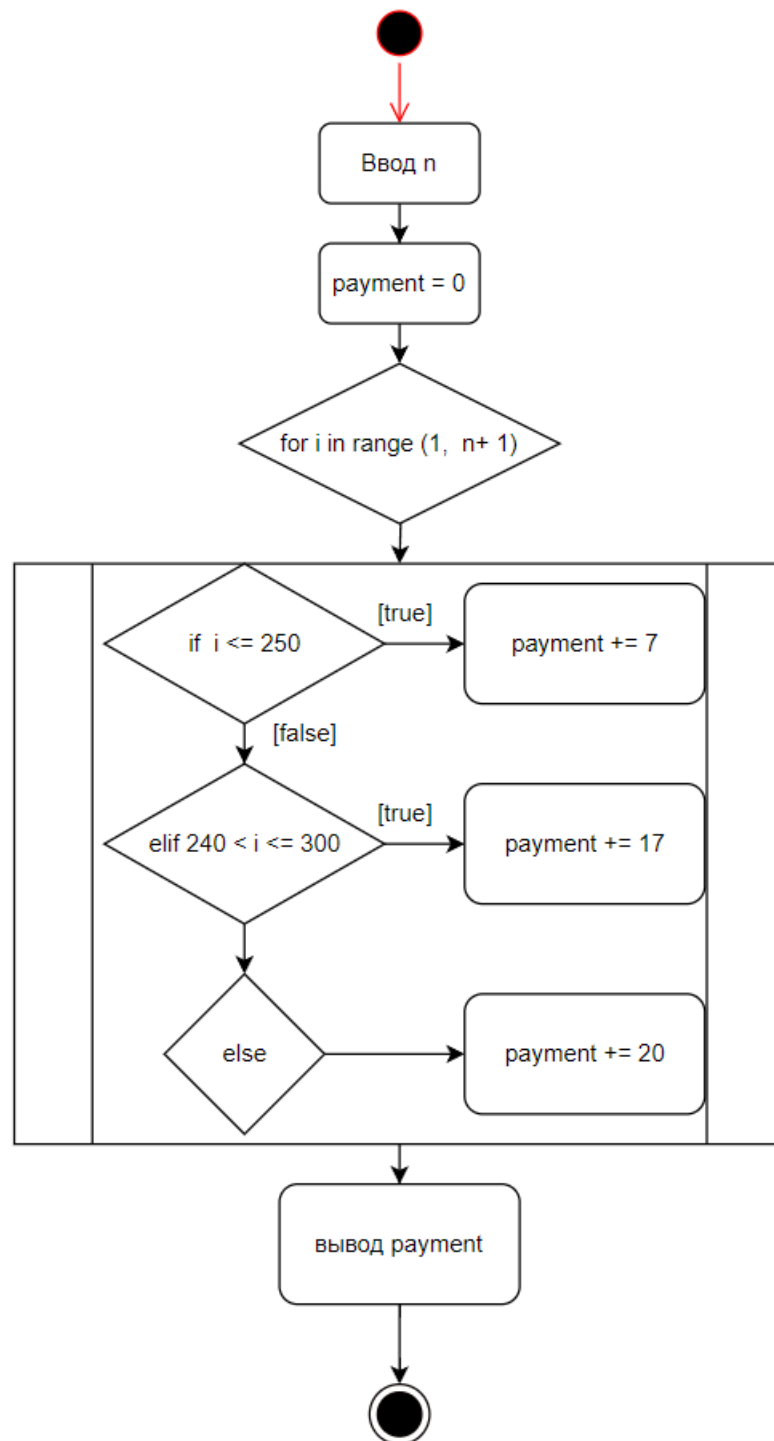 Ввод n
payment = 0
for i in range (1, n+ 1)
if i <= 250
[true]
payment += 7
[false]
elif 240 < i <= 300
[true]
payment += 17
else
payment += 20
вывод payment